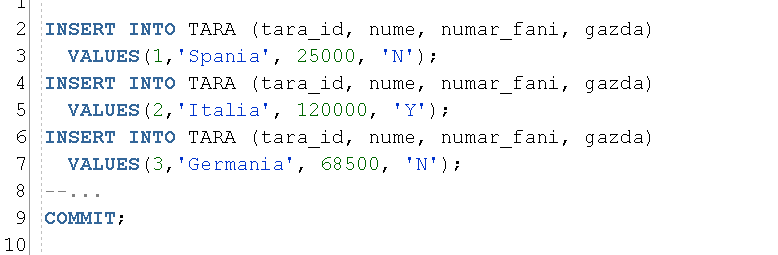 1
2 INSERT INTO TARA (tara_id, nume, numar_fani, gazda)
3   VALUES(1,'Spania', 25000, 'N');
4 INSERT INTO TARA (tara_id, nume, numar_fani, gazda)
5   VALUES(2,'Italia', 120000, 'Y');
6 INSERT INTO TARA (tara_id, nume, numar_fani, gazda)
7   VALUES(3,'Germania', 68500, 'N');
8 --...
9 COMMIT;
10